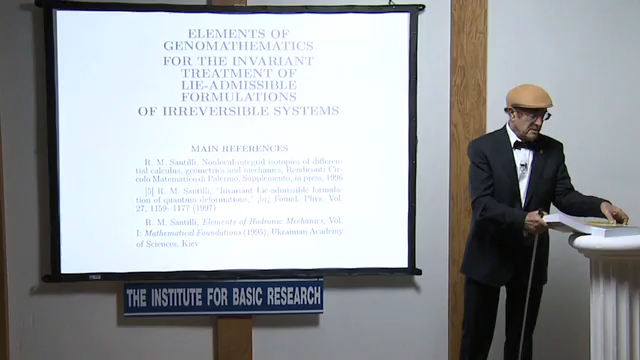 ELEMENTS OF
GENOMATHEMATICS
FOR THE INVARIANT
TREATMENT OF
LIE-ADMISSIBLE
FORMULATIONS
OF IRREVERSIBLE SYSTEMS
MAIN REFERENCES
R. M. Santilli, Nonlocal-integral isotopies of differen-
tial calculus, geometries and mechanics, Rendiconti Cir-
colo Matematico di Palermo, Supplemento, in press, 1996
[5] R. M. Santilli, "Invariant Lie-admissible formula-
tion of quantum deformations," Found. Phys. Vol.
27, 1159- 1177 (1997)
R. M. Santilli, Elements of Hadronic Mechanics, Vol.
I: Mathematical Foundations (1995), Ukrainian Academy
of Sciences, Kiev
THE INSTITUTE FOR BASIC RESEARCH